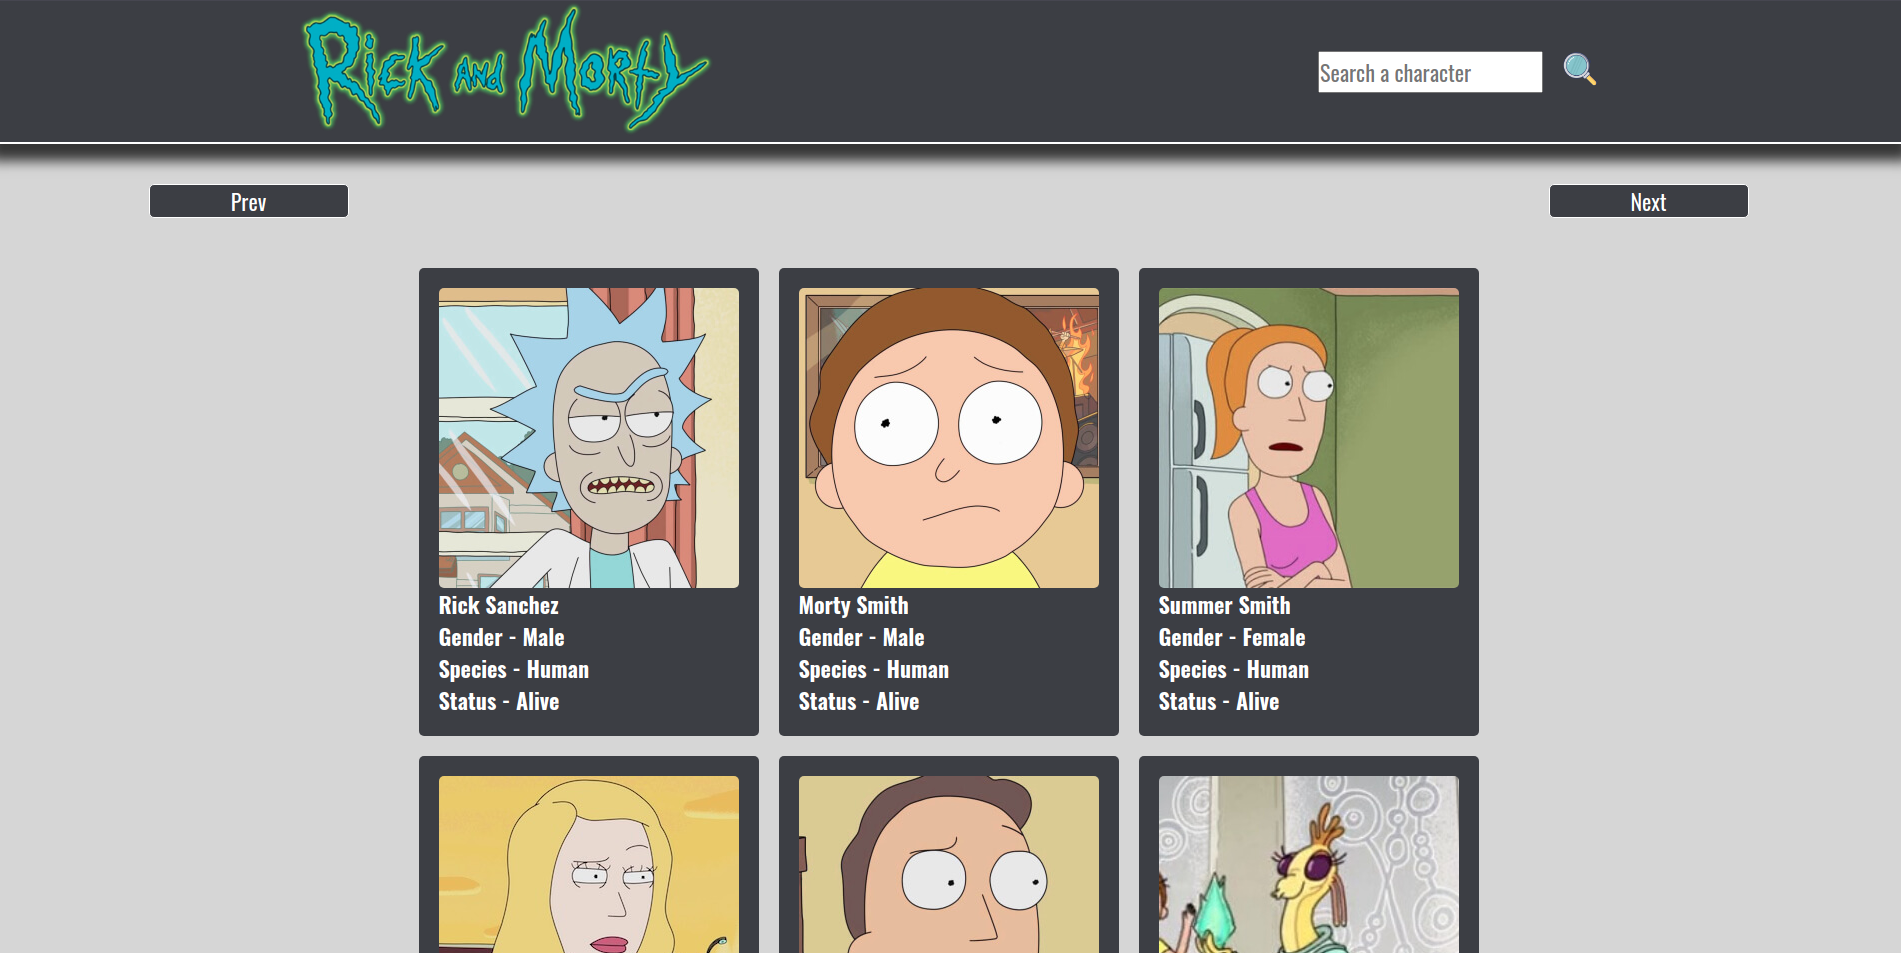 Rick and Morty
Search a character
Prev
Next
Rick Sanchez
Gender - Male
Species - Human
Status - Alive
Morty Smith
Gender - Male
Species - Human
Status - Alive
Summer Smith
Gender - Female
Species - Human
Status - Alive